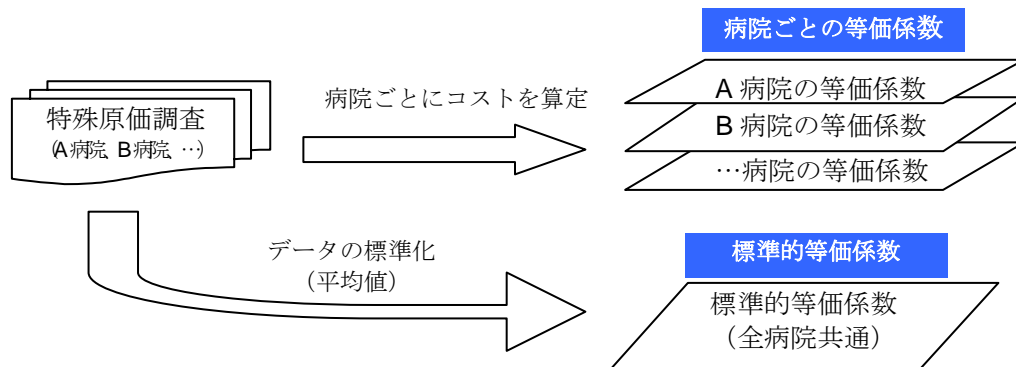 病院ごとの等価係数
特殊原価調査
(A病院, B病院, …)
病院ごとにコストを算定
A 病院の等価係数
B 病院の等価係数
…病院の等価係数
データの標準化
（平均値）
標準的等価係数
標準的等価係数
（全病院共通）